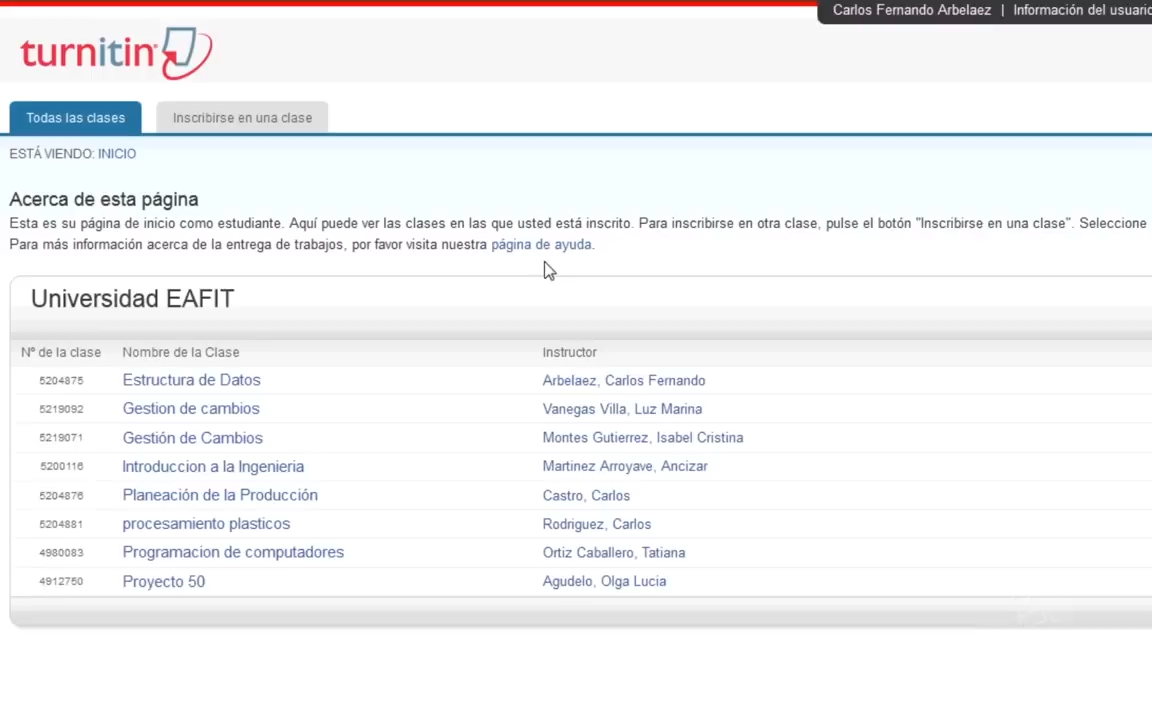 Carlos Fernando Arbelaez | Información del usuario
turnitin
Todas las clases Inscribirse en una clase
ESTÁ VIENDO: INICIO
Acerca de esta página
Esta es su página de inicio como estudiante. Aquí puede ver las clases en las que usted está inscrito. Para inscribirse en otra clase, pulse el botón "Inscribirse en una clase". Seleccione
Para más información acerca de la entrega de trabajos, por favor visita nuestra página de ayuda.
Universidad EAFIT
Nº de la clase Nombre de la Clase Instructor
5204875 Estructura de Datos Arbelaez, Carlos Fernando
5219092 Gestion de cambios Vanegas Villa, Luz Marina
5219071 Gestión de Cambios Montes Gutierrez, Isabel Cristina
5200116 Introduccion a la Ingenieria Martinez Arroyave, Ancizar
5204876 Planeación de la Producción Castro, Carlos
5204881 procesamiento plasticos Rodriguez, Carlos
4980083 Programacion de computadores Ortiz Caballero, Tatiana
4912750 Proyecto 50 Agudelo, Olga Lucia